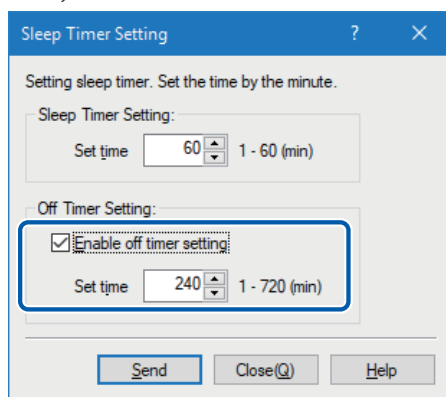 Sleep Timer Setting ? ×
Setting sleep timer. Set the time by the minute.
Sleep Timer Setting:
Set time 60 1 - 60 (min)
Off Timer Setting:
Enable off timer setting
Set time 240 1 - 720 (min)
Send Close(Q) Help